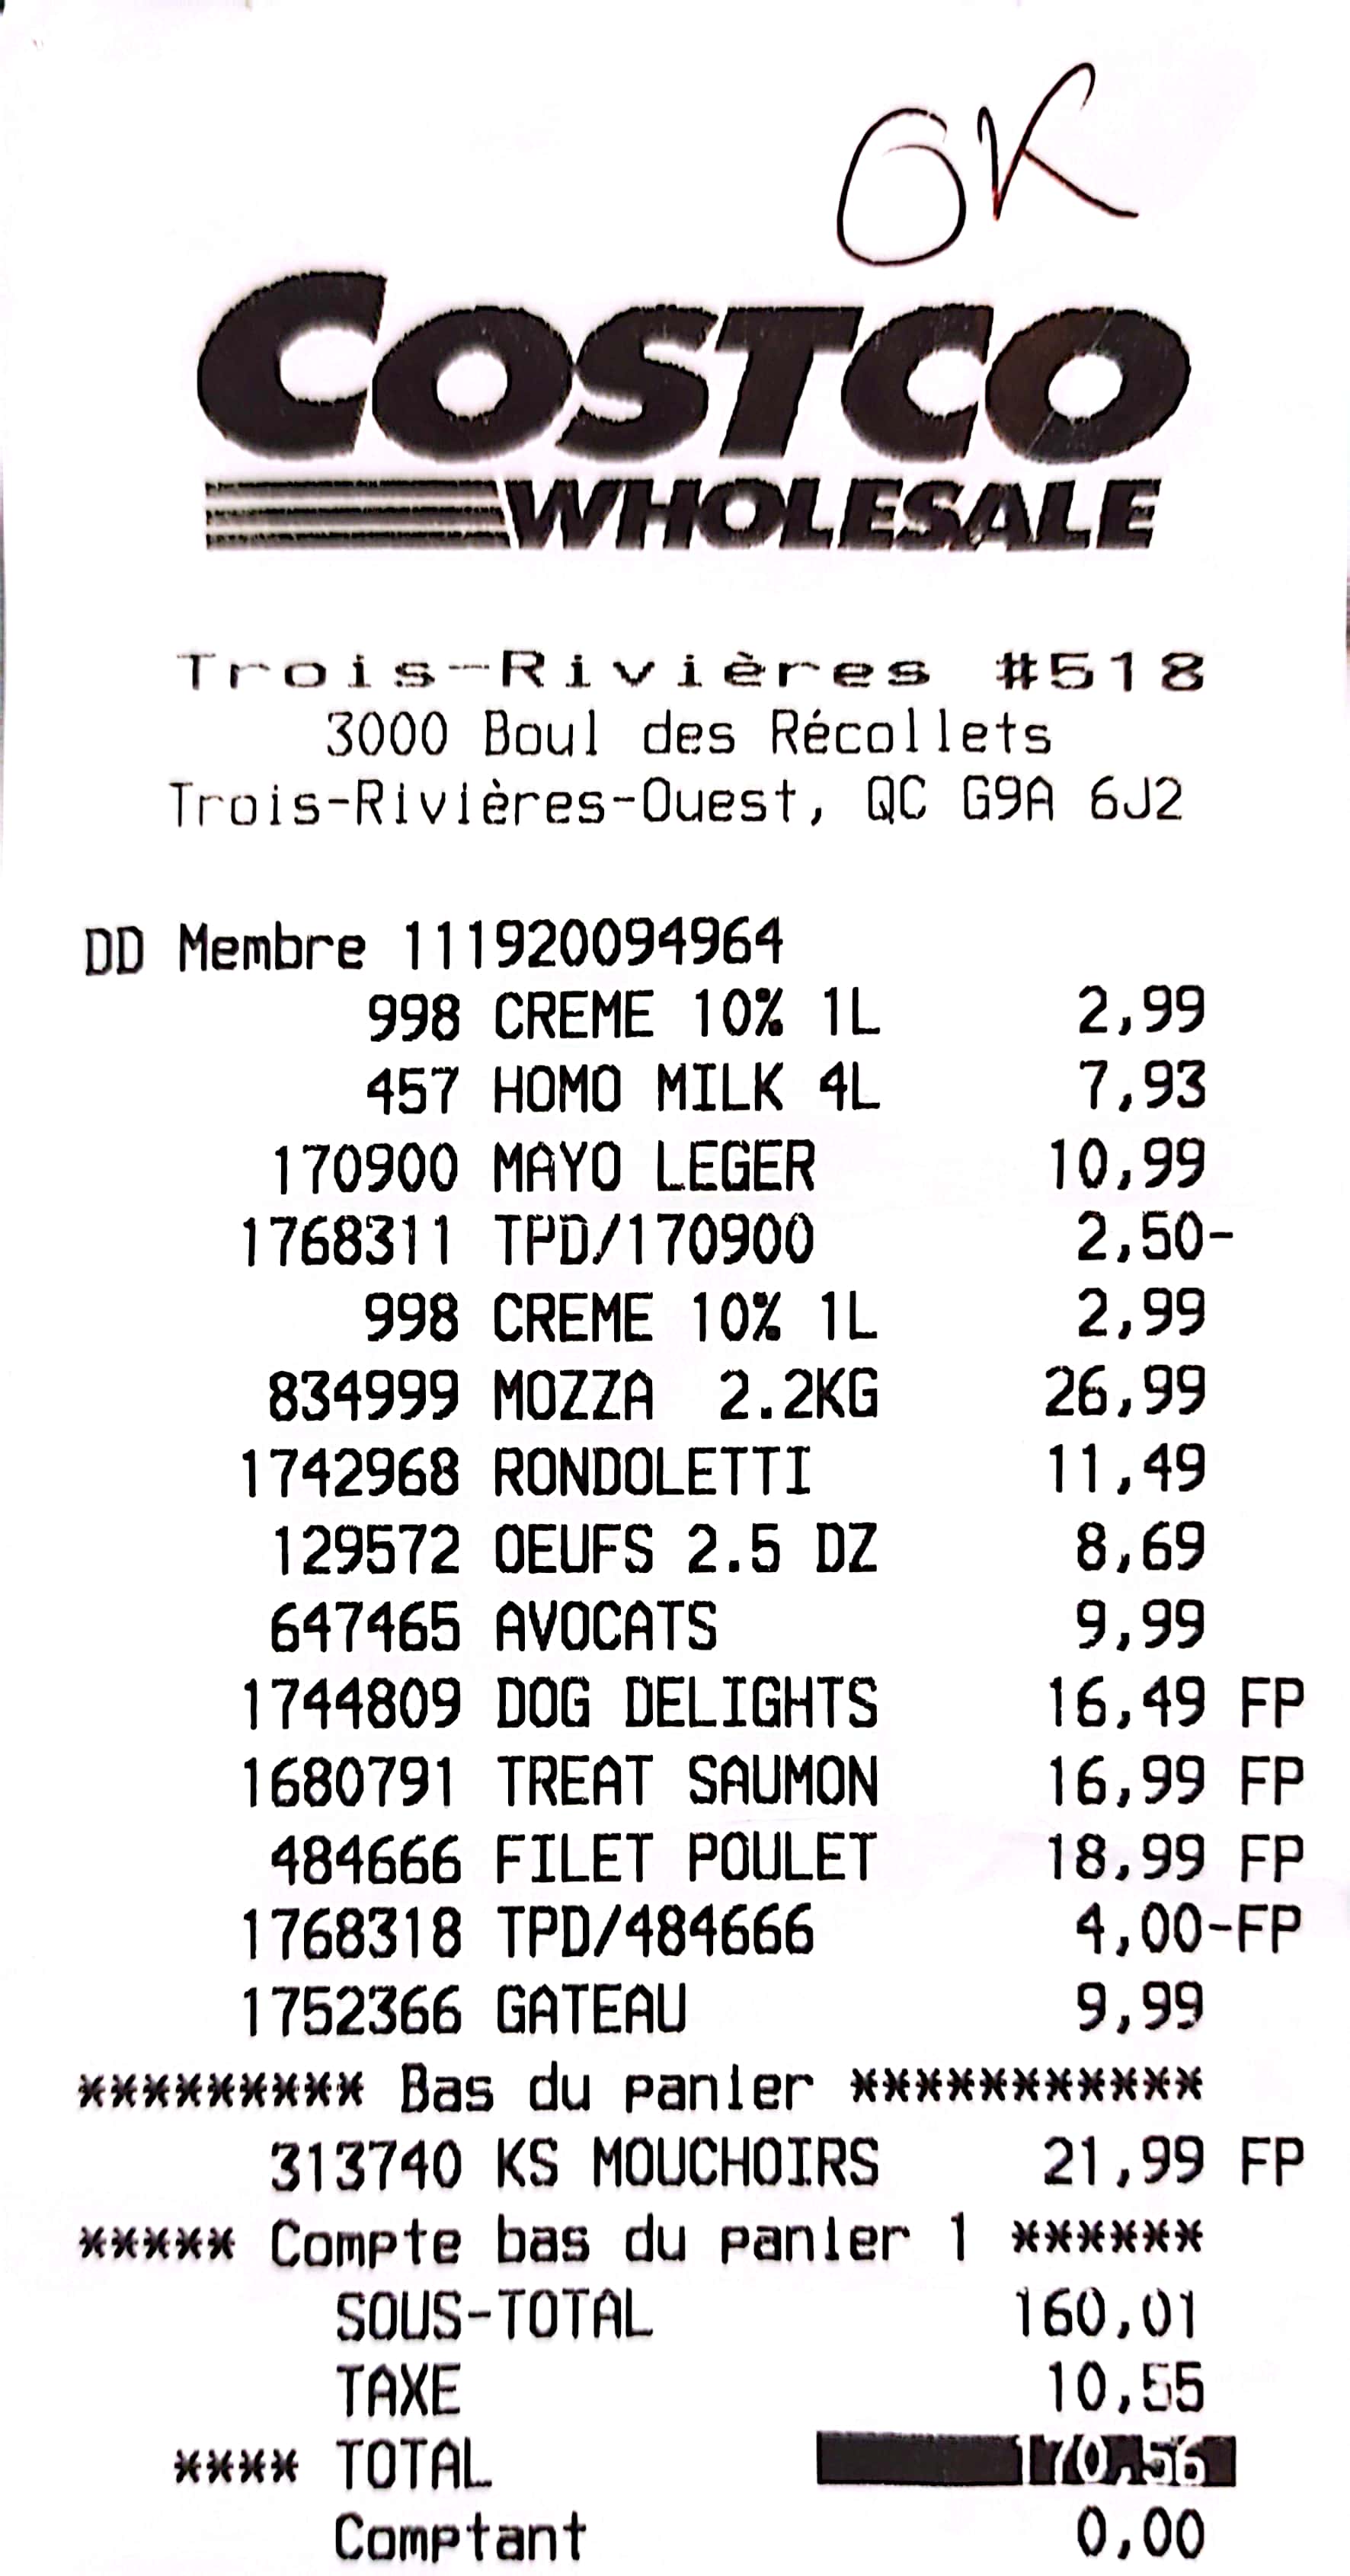 OK
COSTCO
WHOLESALE
Trois-Rivières #518
3000 Boul des Récollets
Trois-Rivières-Ouest, QC G9A 6J2
DD Membre 111920094964
998 CREME 10% 1L 2,99
457 HOMO MILK 4L 7,93
170900 MAYO LEGER 10,99
1768311 TPD/170900 2,50-
998 CREME 10% 1L 2,99
834999 MOZZA 2.2KG 26,99
1742968 RONDOLETTI 11,49
129572 OEUFS 2.5 DZ 8,69
647465 AVOCATS 9,99
1744809 DOG DELIGHTS 16,49 FP
1680791 TREAT SAUMON 16,99 FP
484666 FILET POULET 18,99 FP
1768318 TPD/484666 4,00-FP
1752366 GATEAU 9,99
********* Bas du panier ***********
313740 KS MOUCHOIRS 21,99 FP
***** Compte bas du panier 1 ******
SOUS-TOTAL 160,01
TAXE 10,55
**** TOTAL 170,56
Comptant 0,00